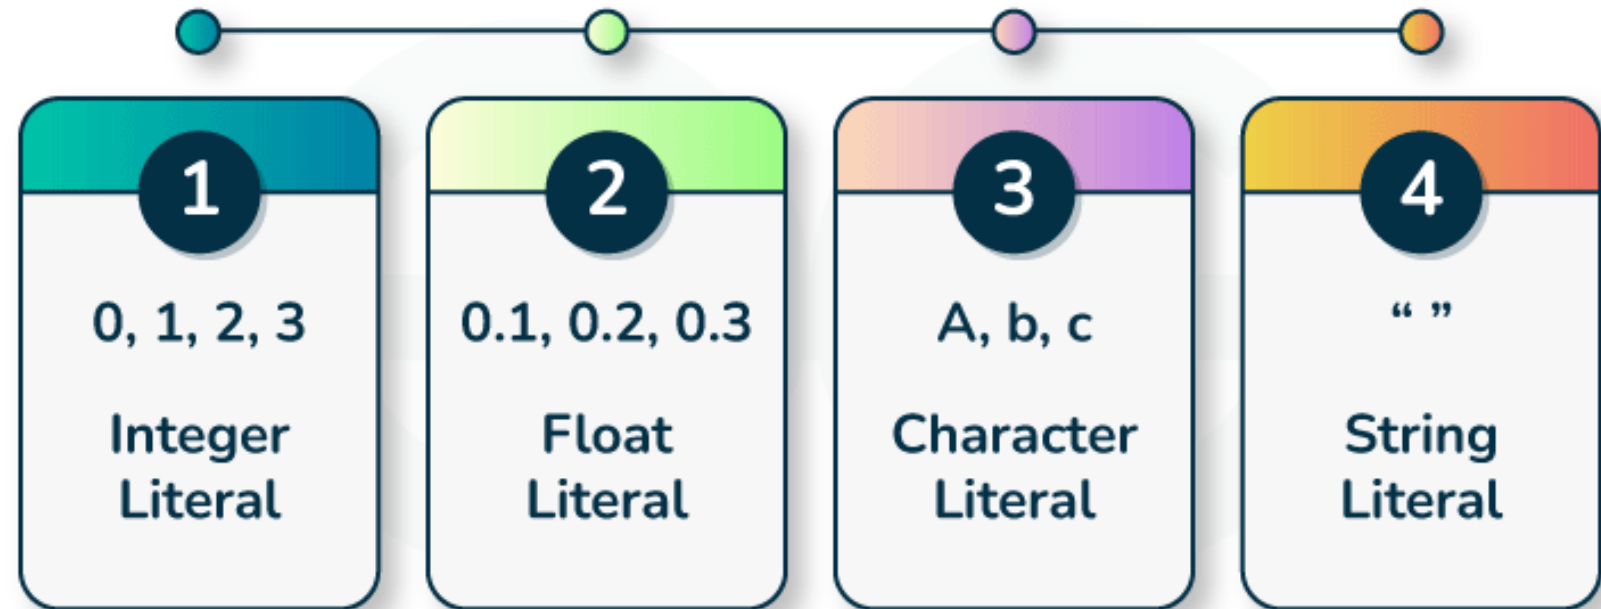 1
0, 1, 2, 3
Integer
Literal
2
0.1, 0.2, 0.3
Float
Literal
3
A, b, c
Character
Literal
4
“ ”
String
Literal